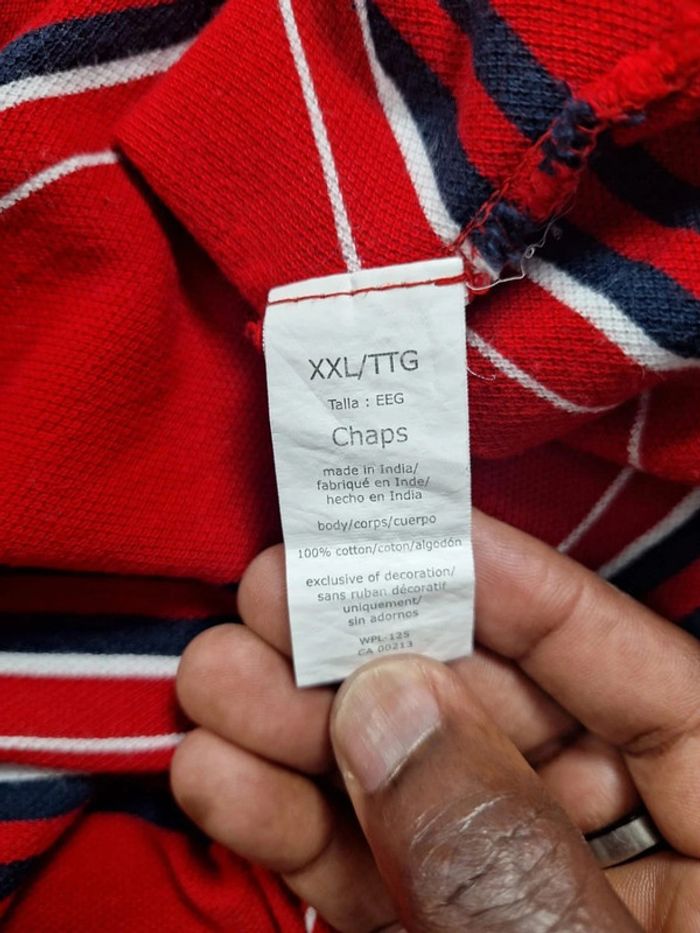 XXL/TTG
Talla : EEG
Chaps
made in India/
fabriqué en Inde/
hecho en India
body/corps/cuerpo
100% cotton/coton/algodón
exclusive of decoration/
sans ruban décoratif
uniquement/
sin adornos
WPL-125
CA 00213